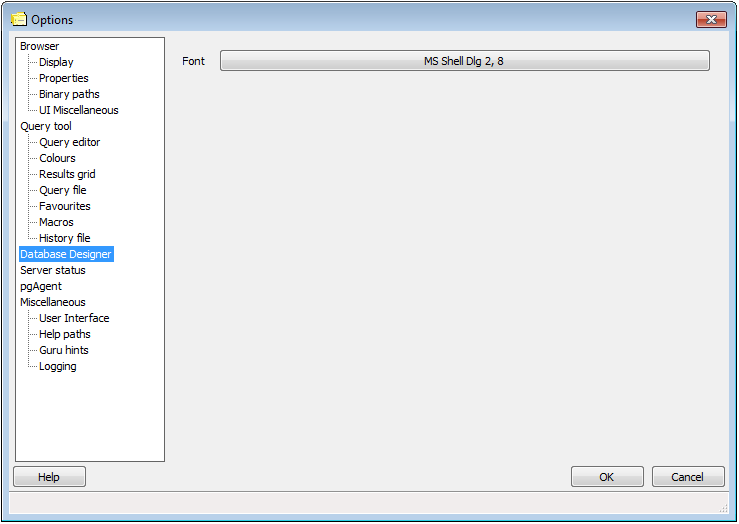 Options
Browser
Display
Properties
Binary paths
UI Miscellaneous
Query tool
Query editor
Colours
Results grid
Query file
Favourites
Macros
History file
Database Designer
Server status
pgAgent
Miscellaneous
User Interface
Help paths
Guru hints
Logging
Font
MS Shell Dlg 2, 8
Help
OK
Cancel